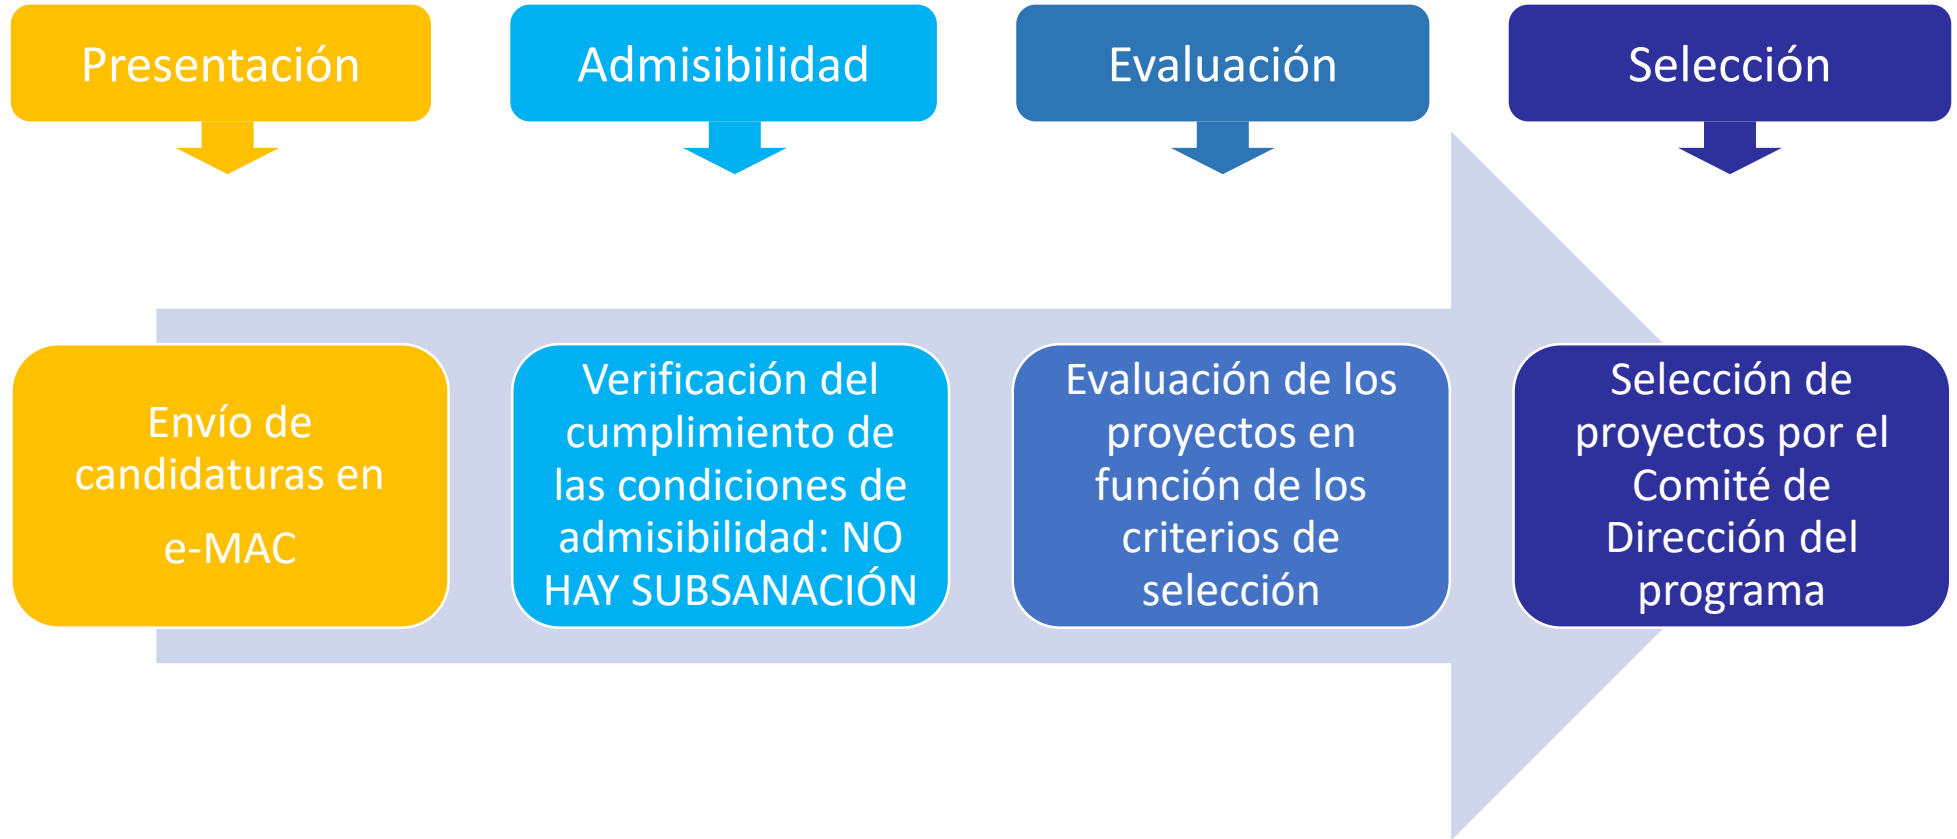 Presentación
Admisibilidad
Evaluación
Selección
Envío de
candidaturas en
e-MAC
Verificación del
cumplimiento de
las condiciones de
admisibilidad: NO
HAY SUBSANACIÓN
Evaluación de los
proyectos en
función de los
criterios de
selección
Selección de
proyectos por el
Comité de
Dirección del
programa